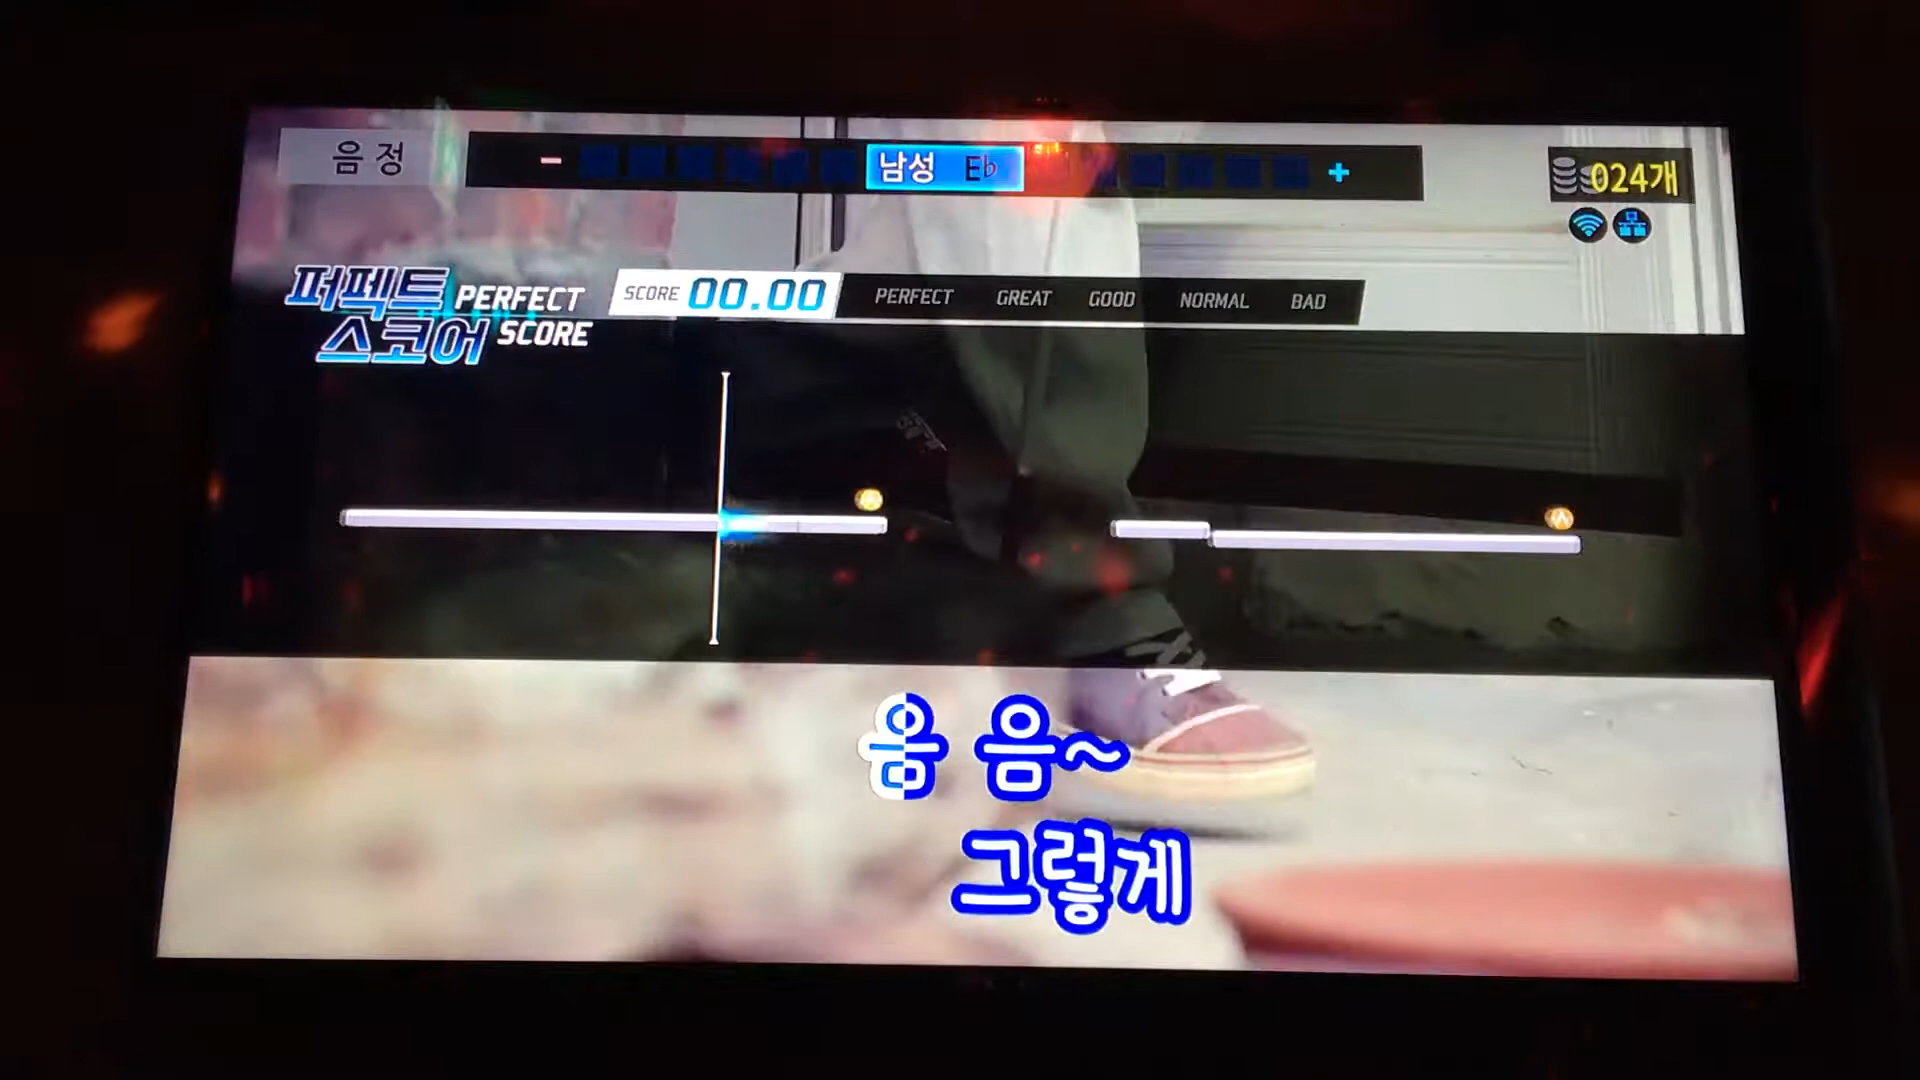 음정 - 남성 E♭ + 024개
퍼펙트 PERFECT
스코어 SCORE
SCORE 00.00 PERFECT GREAT GOOD NORMAL BAD
음 음~
그렇게